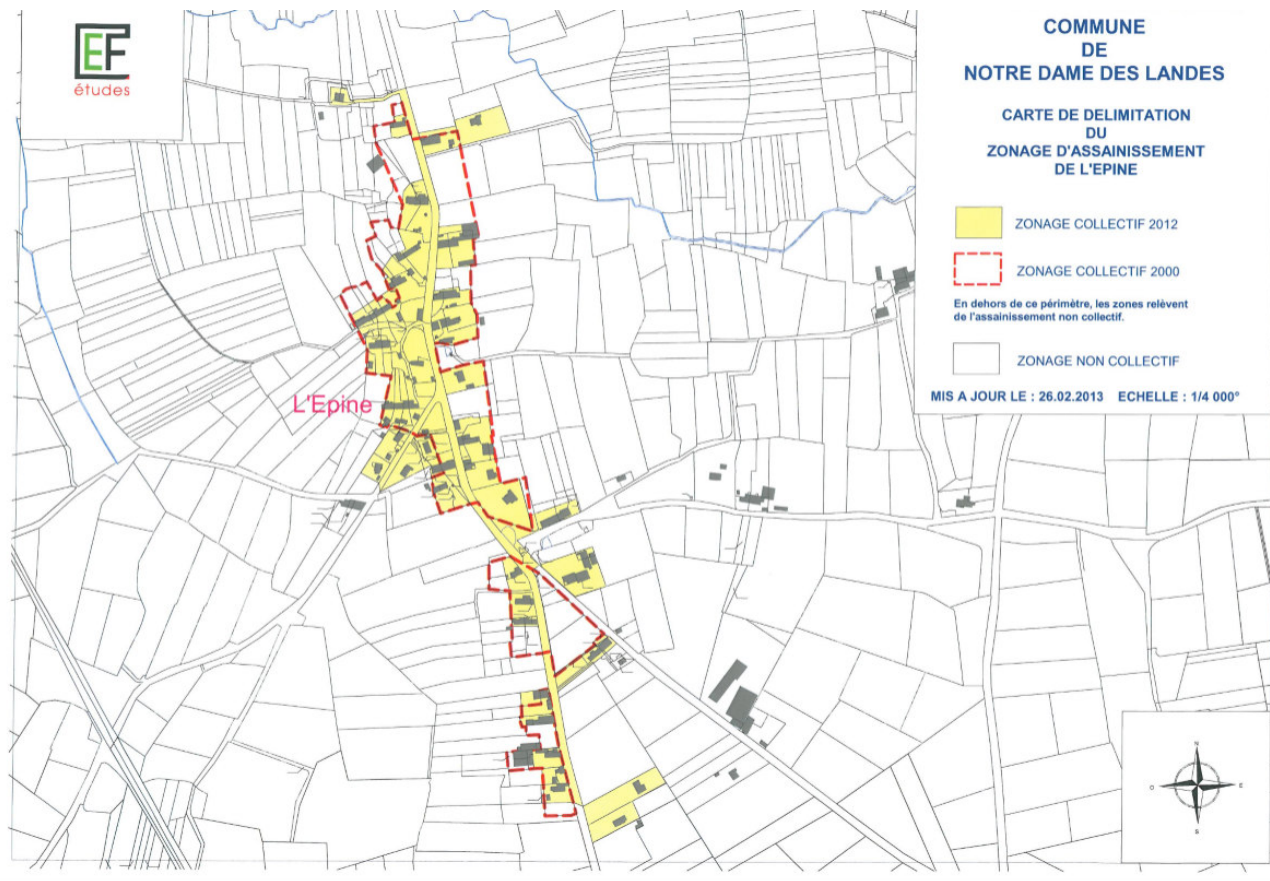 EF
études
COMMUNE
DE
NOTRE DAME DES LANDES
CARTE DE DELIMITATION
DU
ZONAGE D'ASSAINISSEMENT
DE L'EPINE
ZONAGE COLLECTIF 2012
ZONAGE COLLECTIF 2000
En dehors de ce périmètre, les zones relèvent
de l'assainissement non collectif.
ZONAGE NON COLLECTIF
MIS A JOUR LE : 26.02.2013 ECHELLE : 1/4 000°
L'Epine
N
O
E
S